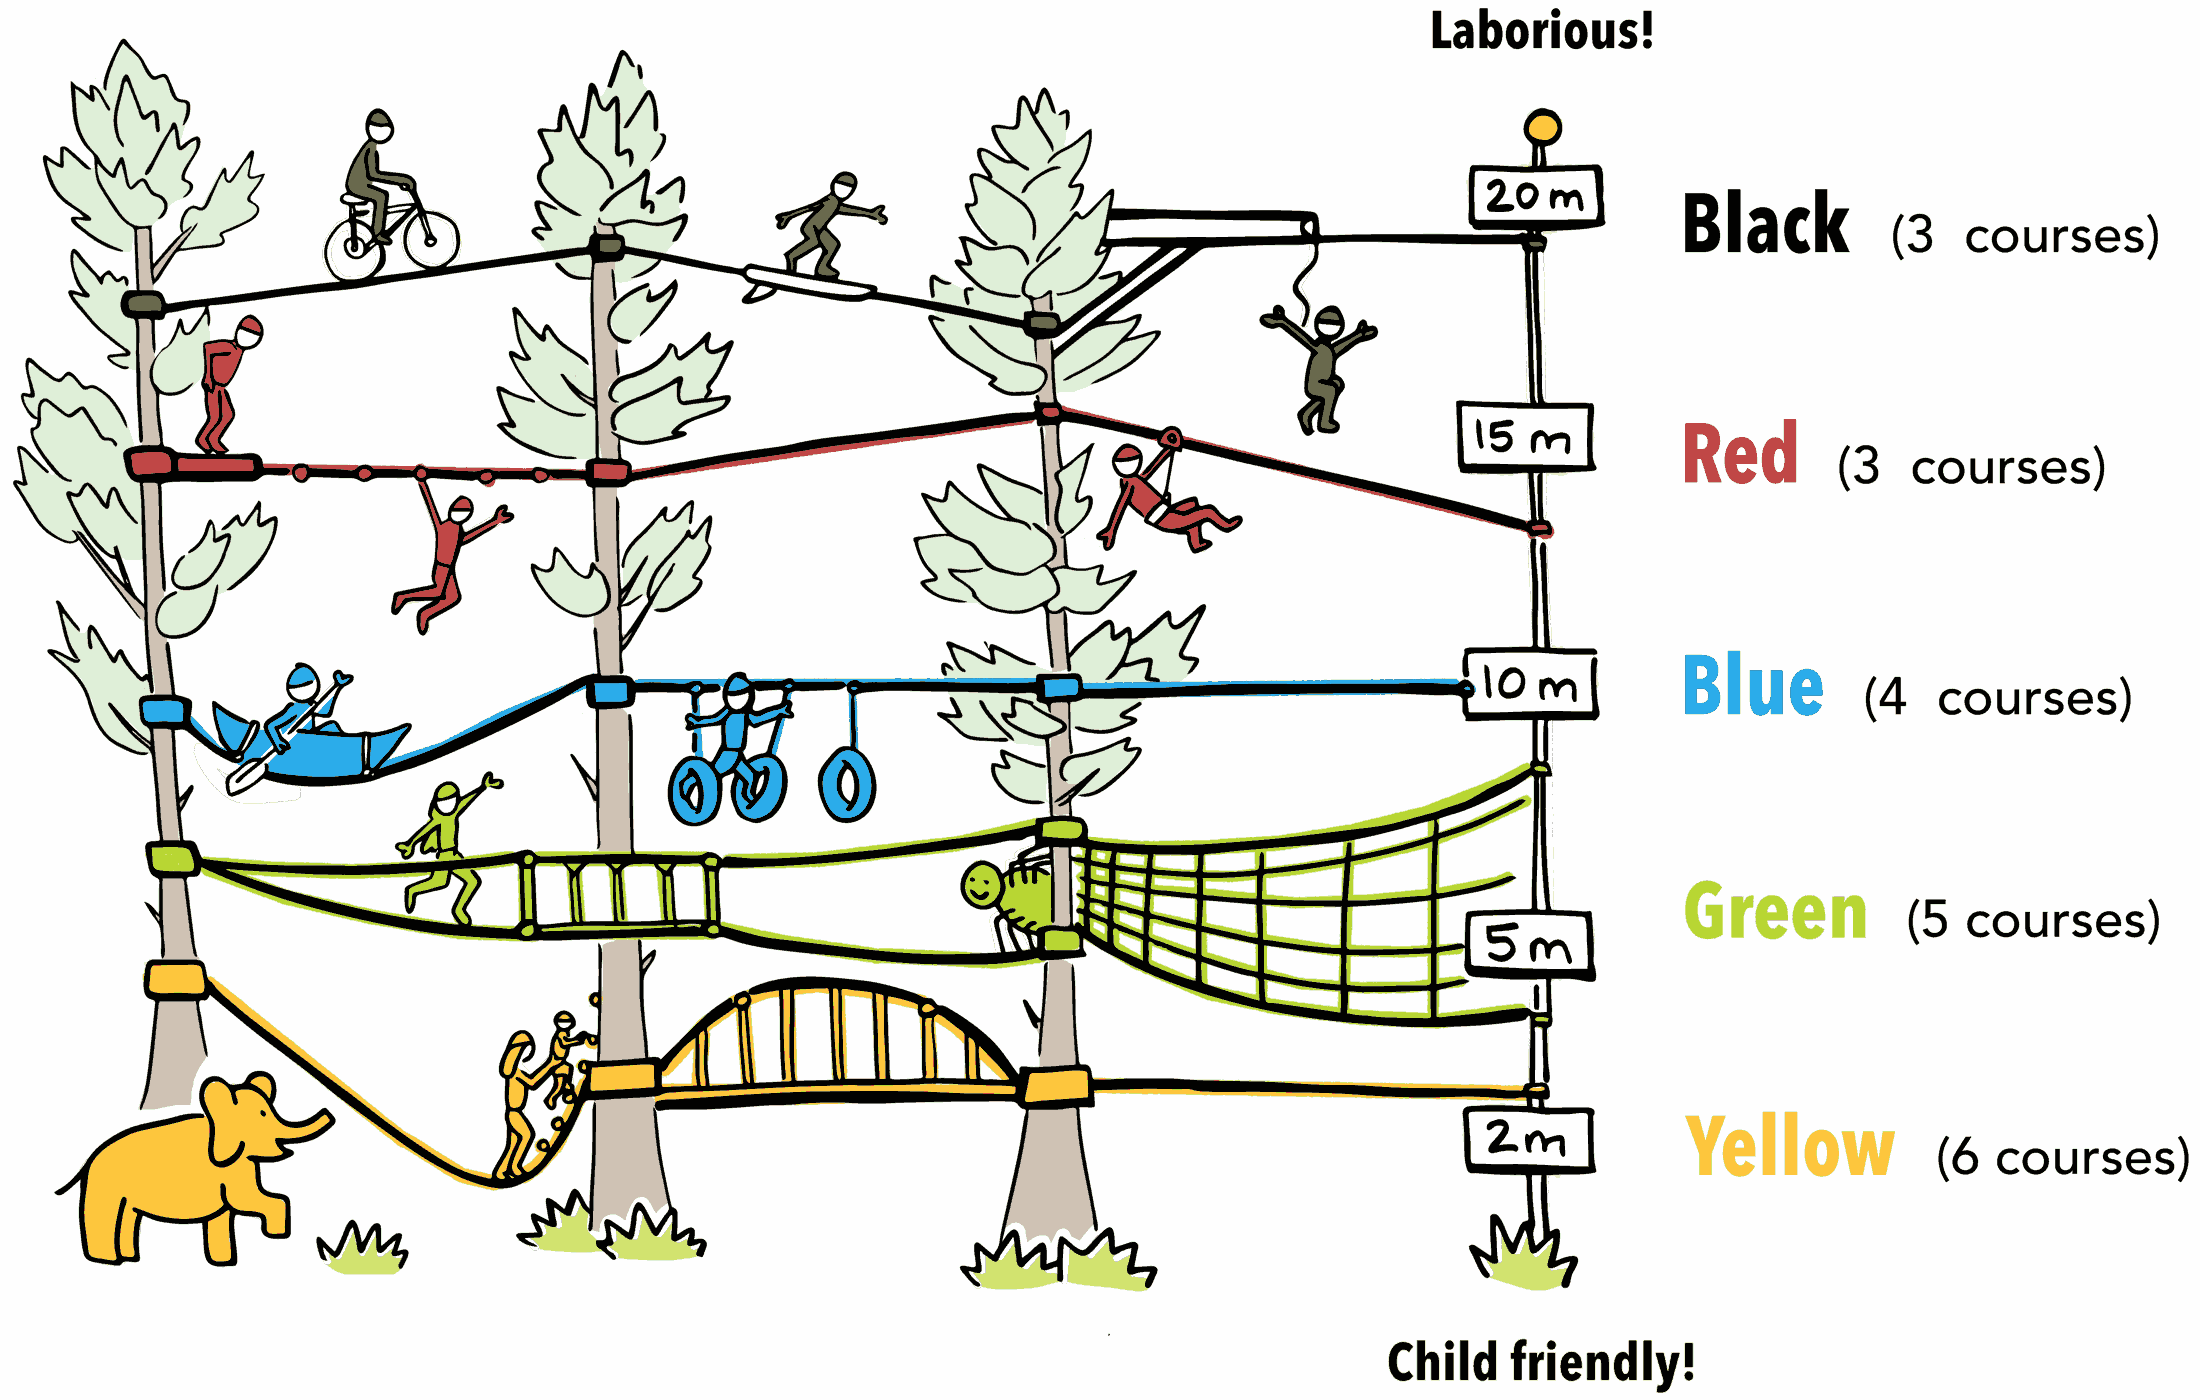 Laborious!
20 m
Black (3 courses)
15 m
Red (3 courses)
10 m
Blue (4 courses)
Green (5 courses)
5 m
2 m
Yellow (6 courses)
Child friendly!